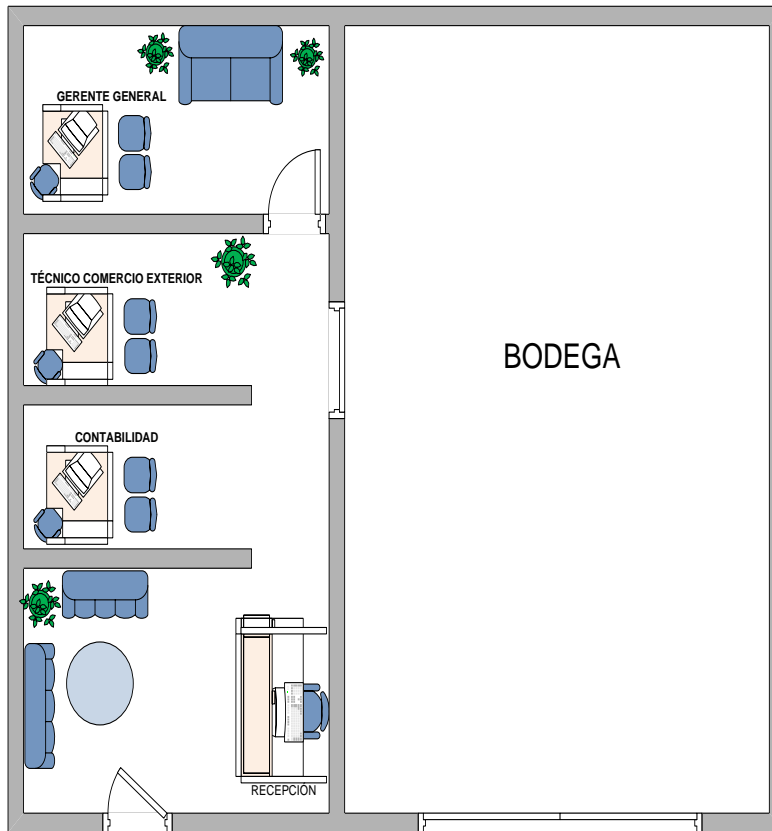 GERENTE GENERAL
TÉCNICO COMERCIO EXTERIOR
BODEGA
CONTABILIDAD
RECEPCIÓN